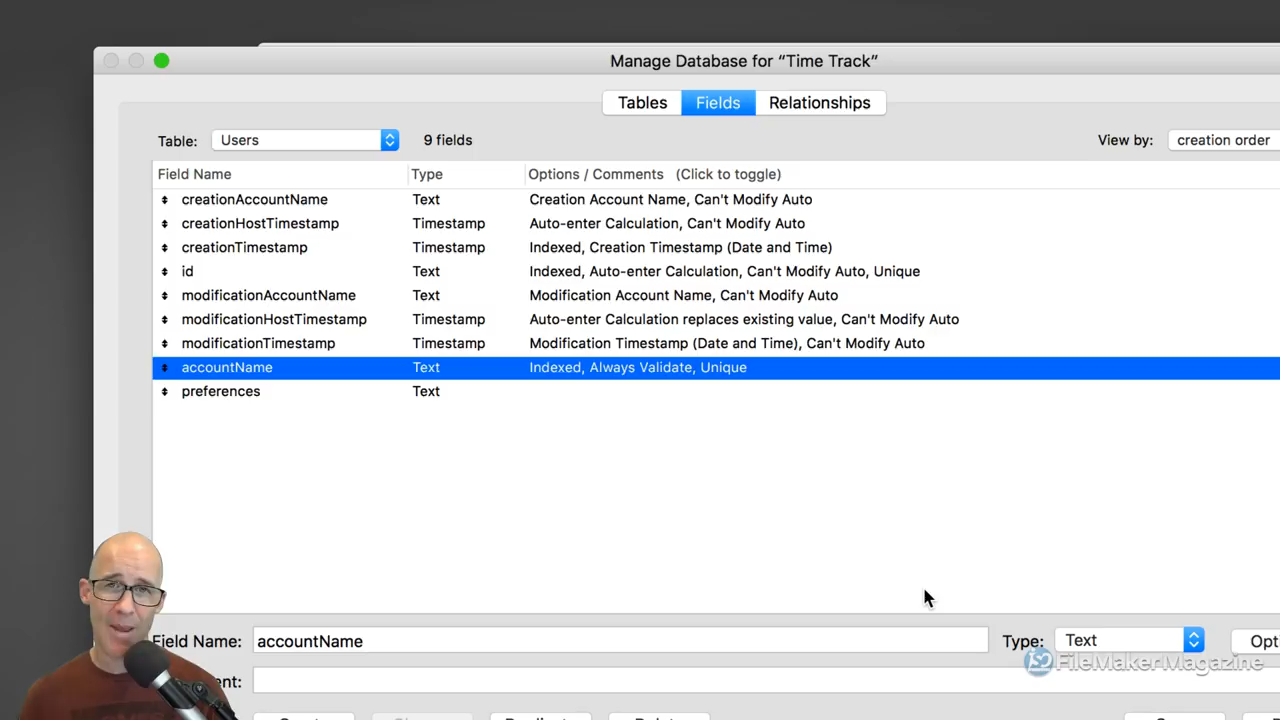 Manage Database for “Time Track”
Tables Fields Relationships
Table: Users 9 fields View by: creation order
Field Name Type Options / Comments (Click to toggle)
creationAccountName Text Creation Account Name, Can't Modify Auto
creationHostTimestamp Timestamp Auto-enter Calculation, Can't Modify Auto
creationTimestamp Timestamp Indexed, Creation Timestamp (Date and Time)
id Text Indexed, Auto-enter Calculation, Can't Modify Auto, Unique
modificationAccountName Text Modification Account Name, Can't Modify Auto
modificationHostTimestamp Timestamp Auto-enter Calculation replaces existing value, Can't Modify Auto
modificationTimestamp Timestamp Modification Timestamp (Date and Time), Can't Modify Auto
accountName Text Indexed, Always Validate, Unique
preferences Text
Field Name: accountName Type: Text Opti
FileMakerMagazine
ent: